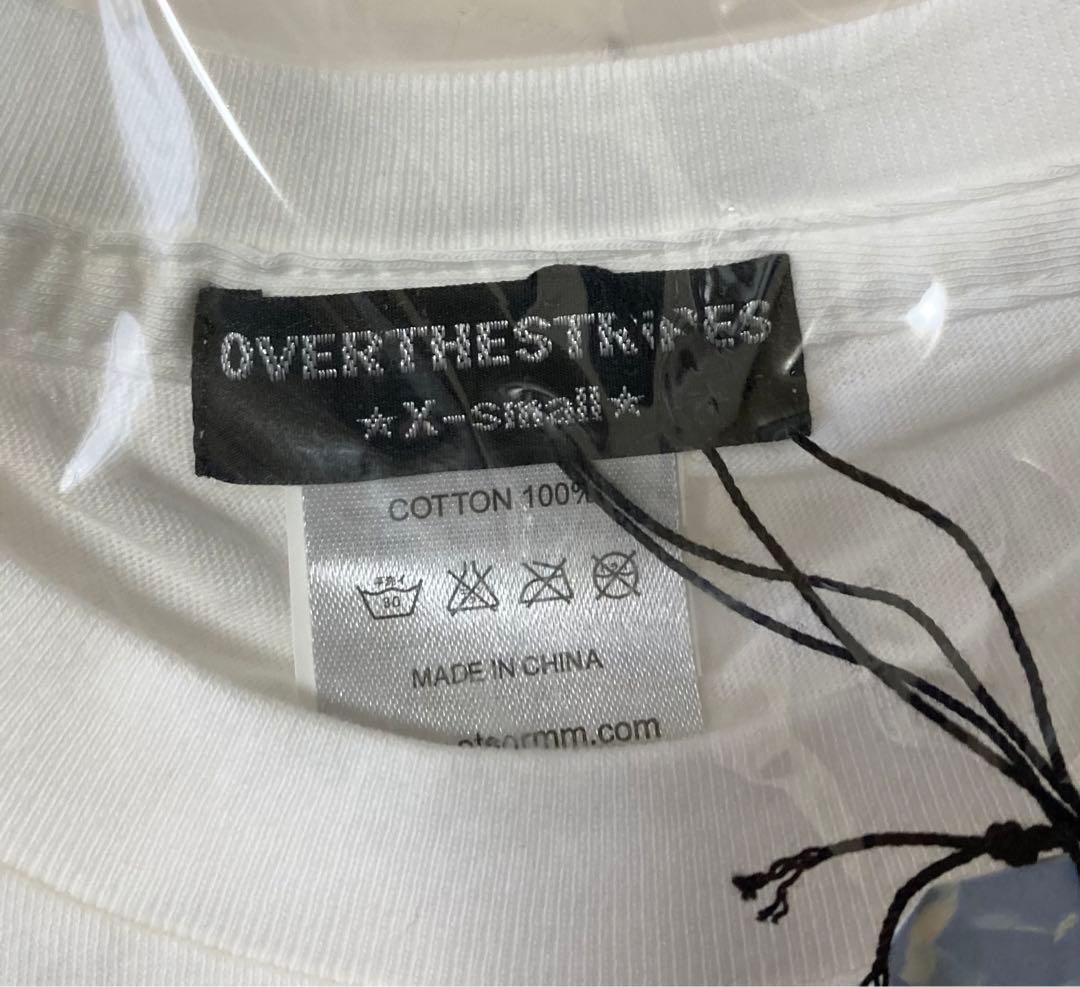 OVERTHESTRiPES
★X-small★
COTTON 100%
MADE IN CHINA